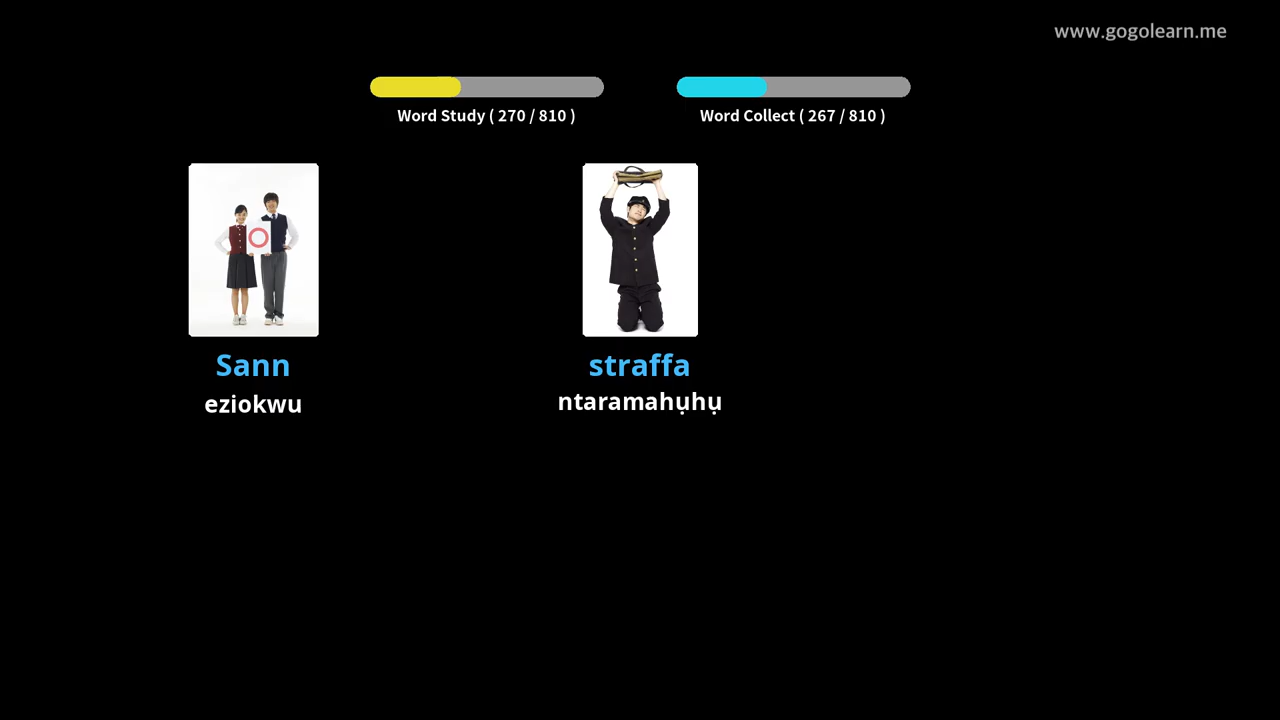 www.gogolearn.me
Word Study ( 270 / 810 )
Word Collect ( 267 / 810 )
Sann
eziokwu
straffa
ntaramahụhụ